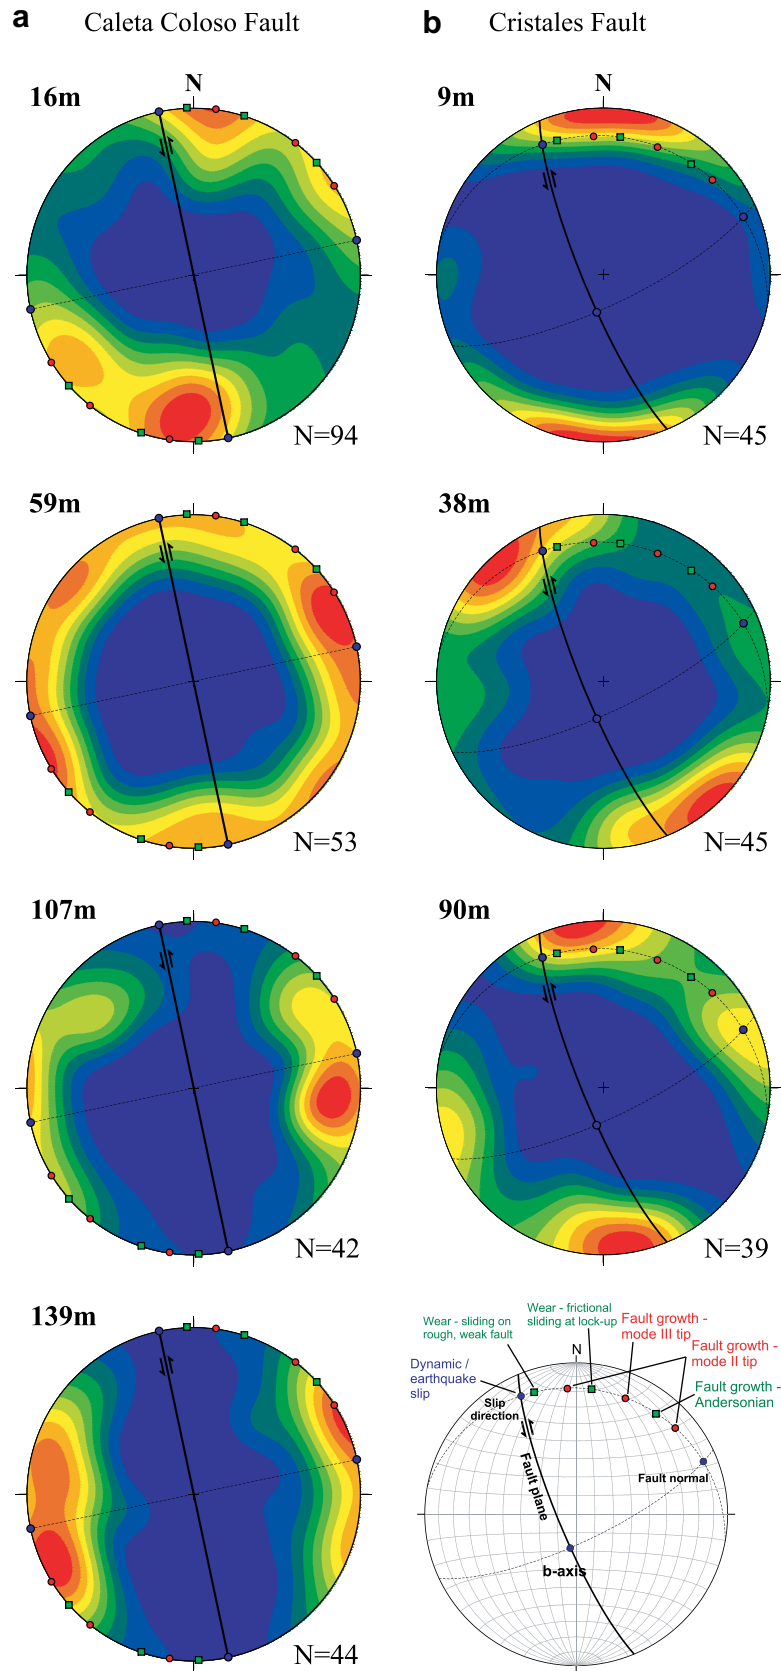 a
Caleta Coloso Fault
b
Cristales Fault
16m
N
9m
N
N=94
N=45
59m
38m
N=53
N=45
107m
90m
N=42
N=39
139m
N=44
Wear - sliding on
rough, weak fault
Wear - frictional
sliding at lock-up
Fault growth -
mode III tip
Fault growth -
mode II tip
Fault growth -
Andersonian
Dynamic /
earthquake
slip
N
Slip
direction
Fault plane
Fault normal
b-axis